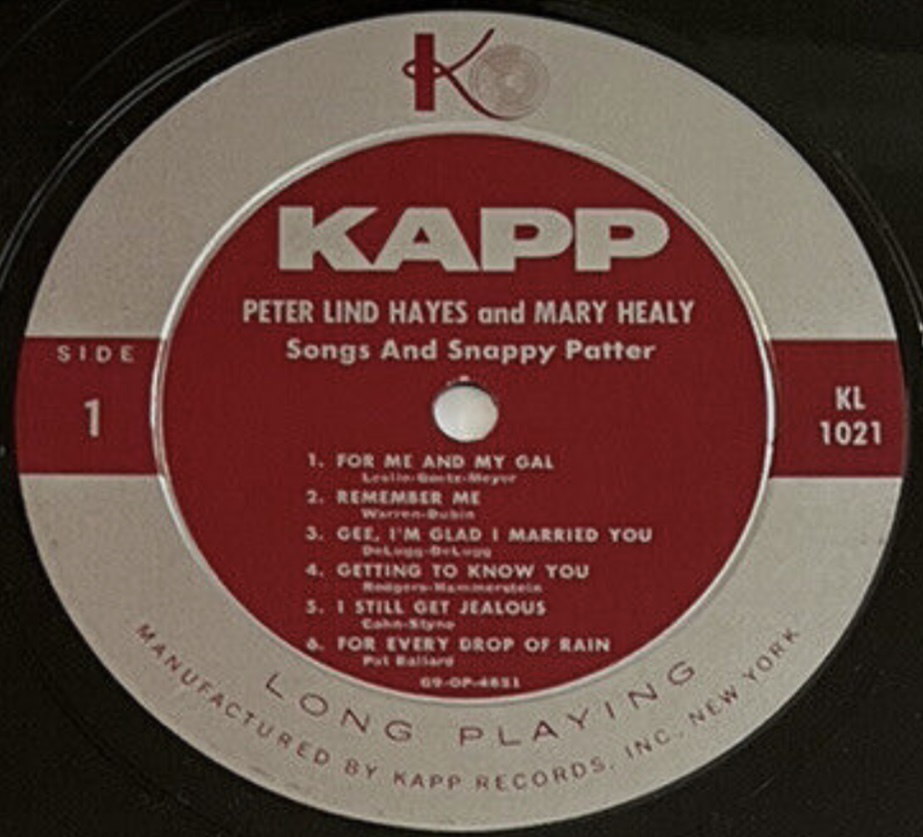 K
KAPP
PETER LIND HAYES and MARY HEALY
Songs And Snappy Patter
SIDE
1
KL
1021
1. FOR ME AND MY GAL
Leslie-Goetz-Meyer
2. REMEMBER ME
Warren-Dubin
3. GEE, I'M GLAD I MARRIED YOU
DeLugg-DeLugg
4. GETTING TO KNOW YOU
Rodgers-Hammerstein
5. I STILL GET JEALOUS
Cahn-Styne
6. FOR EVERY DROP OF RAIN
Pat Ballard
G9-OP-4651
LONG PLAYING
MANUFACTURED BY KAPP RECORDS, INC., NEW YORK